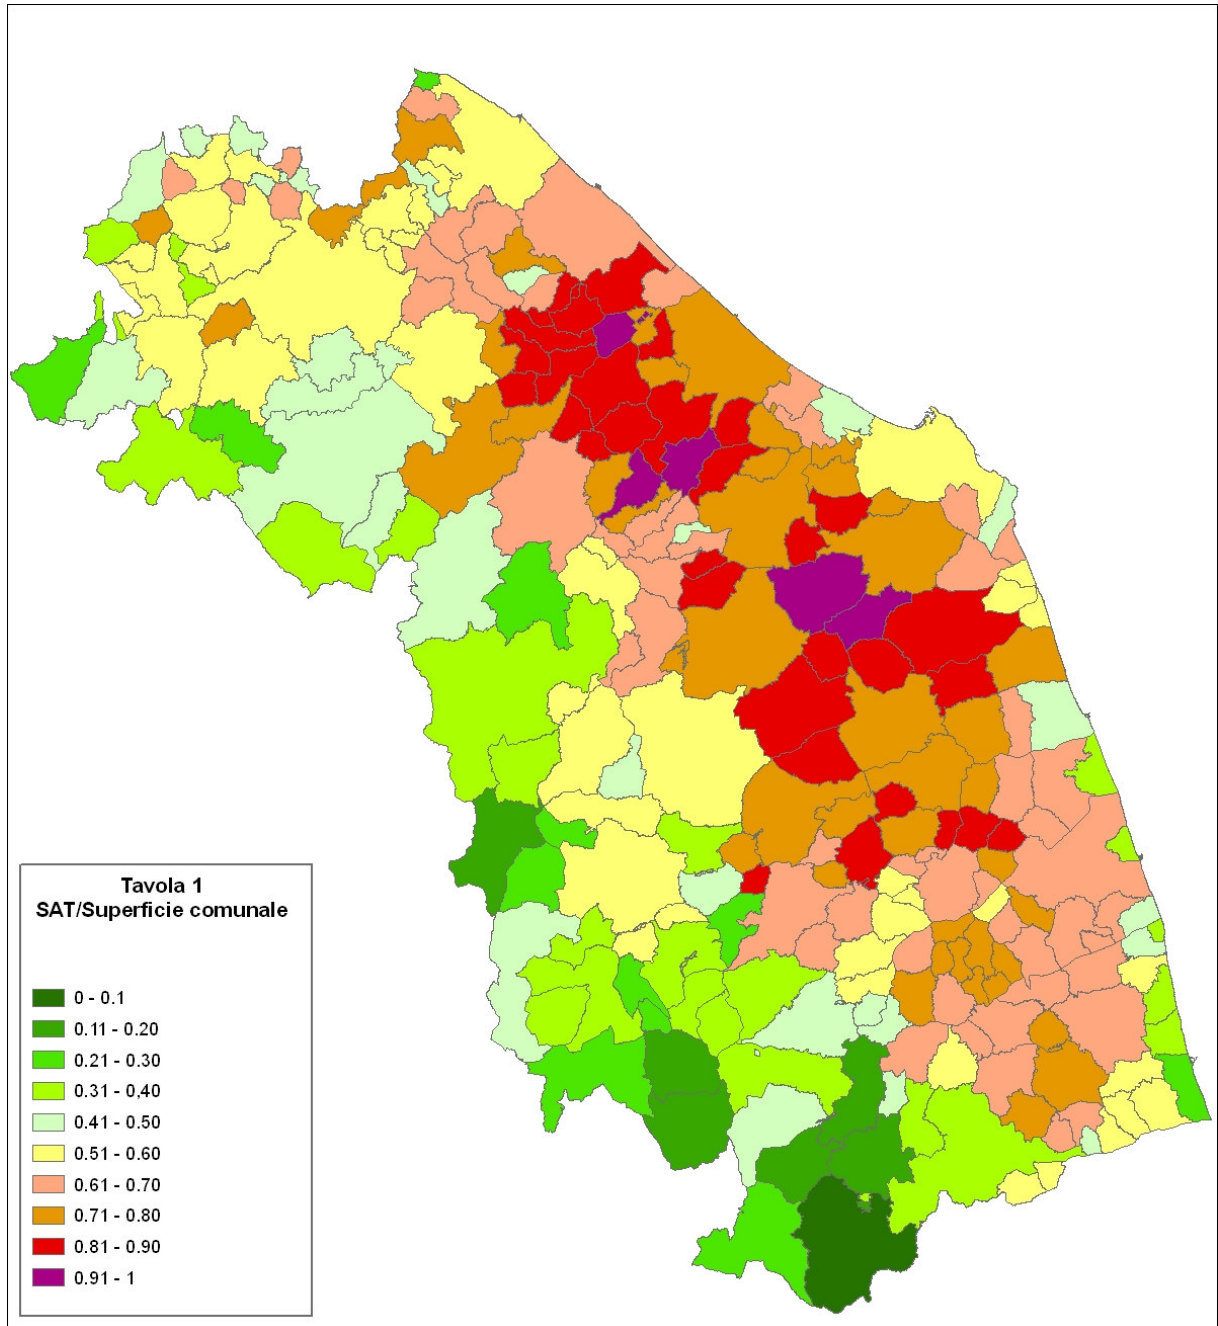 Tavola 1
SAT/Superficie comunale
0 - 0.1
0.11 - 0.20
0.21 - 0.30
0.31 - 0,40
0.41 - 0.50
0.51 - 0.60
0.61 - 0.70
0.71 - 0.80
0.81 - 0.90
0.91 - 1